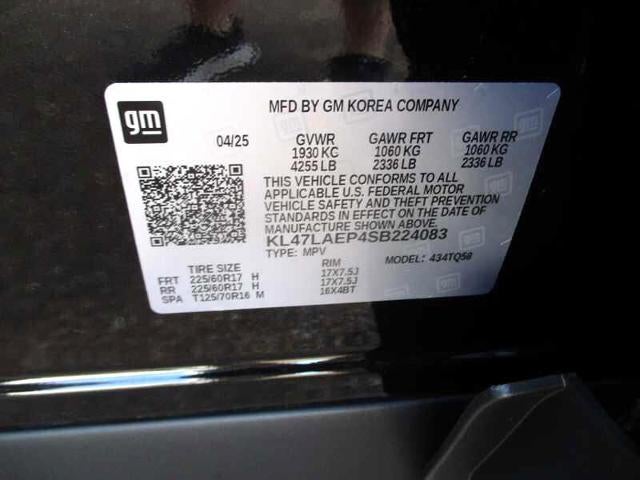 gm
MFD BY GM KOREA COMPANY
04/25 GVWR GAWR FRT GAWR RR
1930 KG 1060 KG 1060 KG
4255 LB 2336 LB 2336 LB
THIS VEHICLE CONFORMS TO ALL
APPLICABLE U.S. FEDERAL MOTOR
VEHICLE SAFETY AND THEFT PREVENTION
STANDARDS IN EFFECT ON THE DATE OF
MANUFACTURE SHOWN ABOVE.
KL47LAEP4SB224083
TYPE: MPV MODEL: 434TQ58
TIRE SIZE RIM
FRT 225/60R17 H 17X7.5J
RR 225/60R17 H 17X7.5J
SPA T125/70R16 M 16X4BT